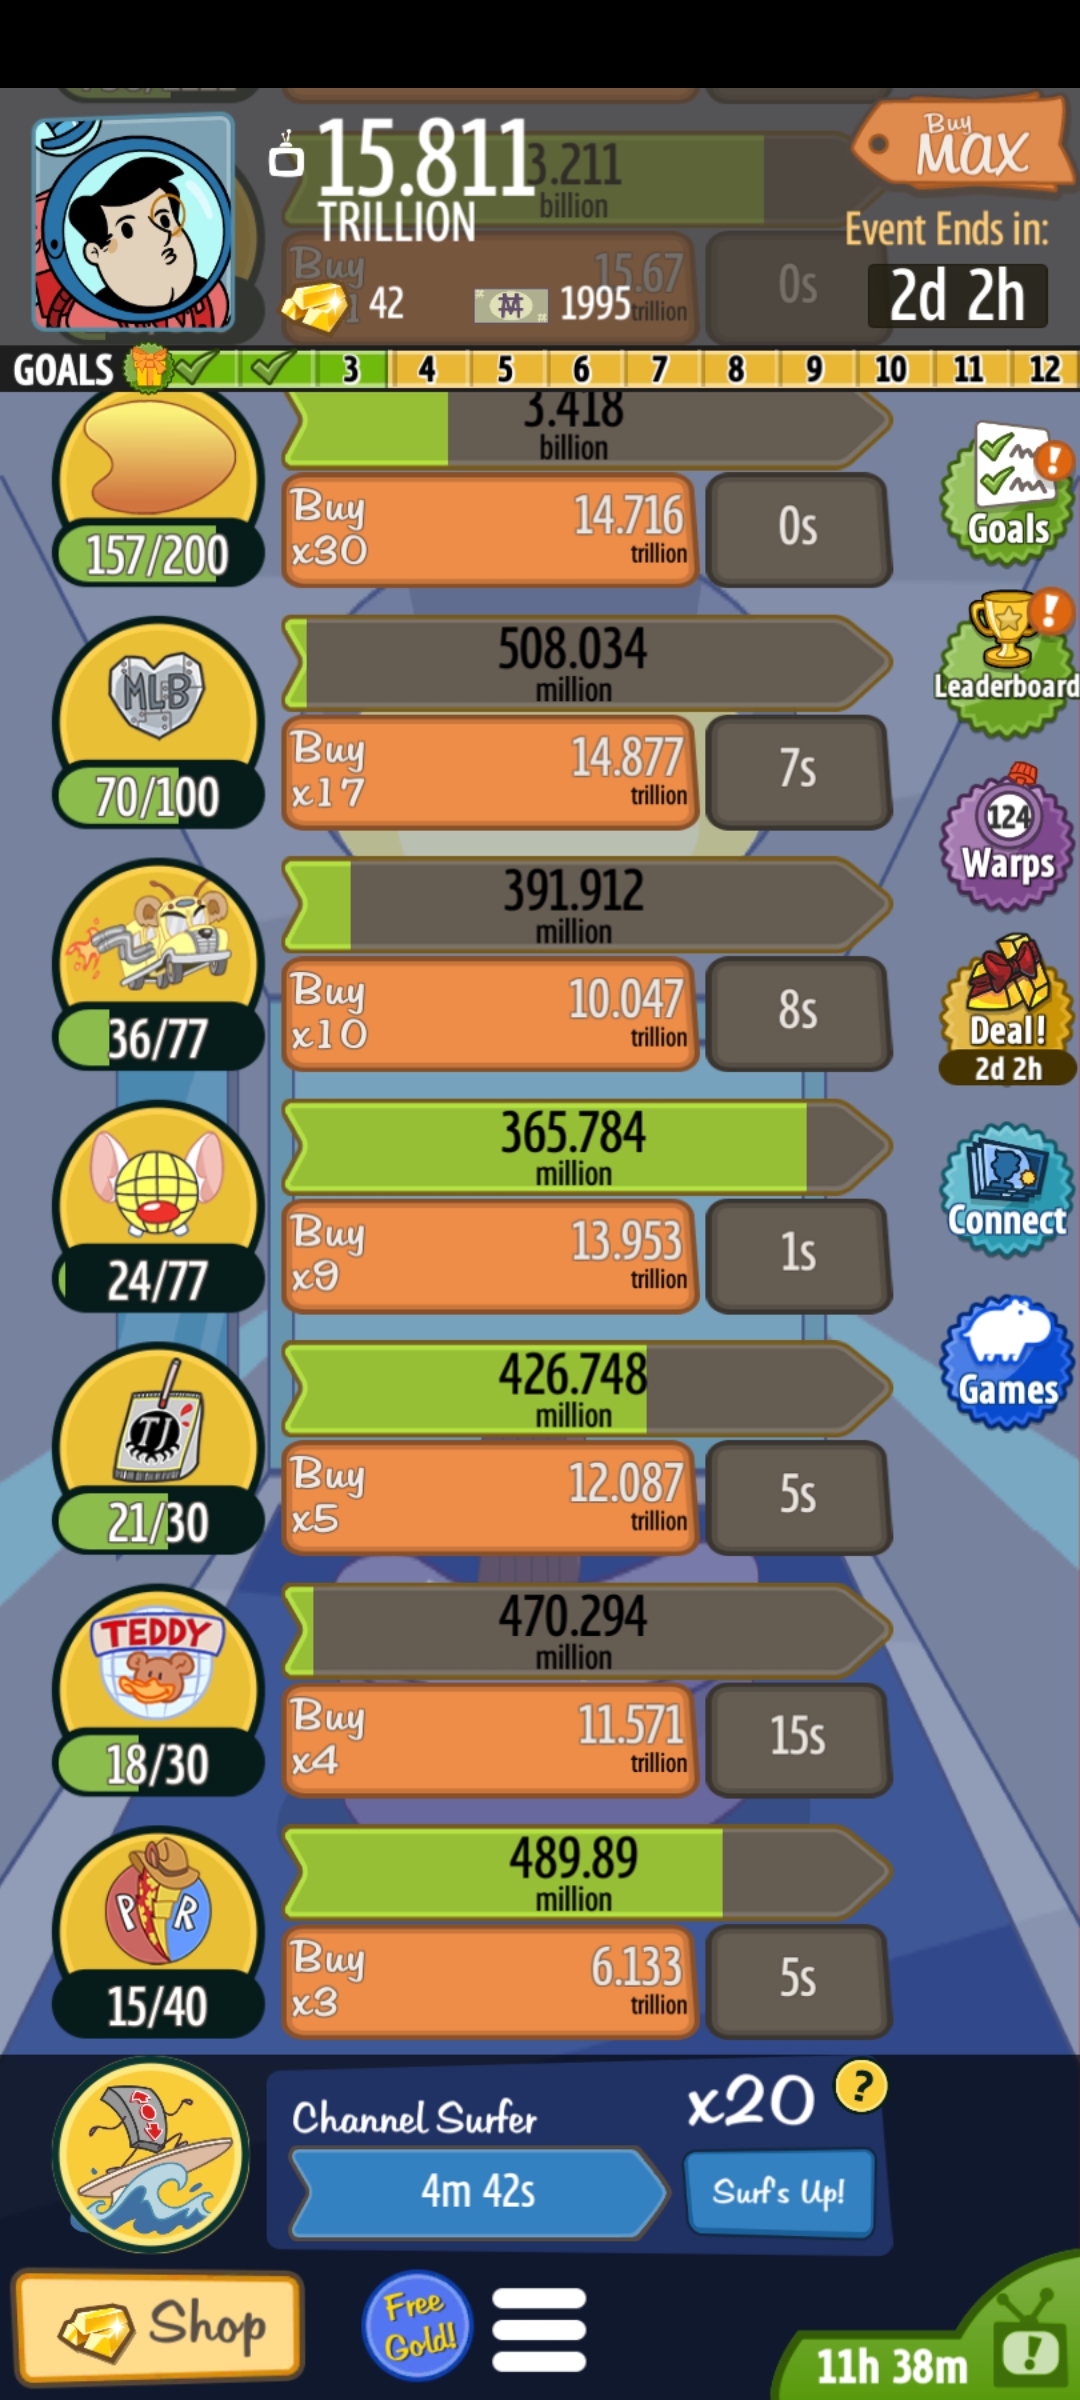 15.811
TRILLION
3.211
billion
Buy
MAX
Event Ends in:
2d 2h
Buy
15.67
trillion
0s
42
1995
GOALS
3
4
5
6
7
8
9
10
11
12
3.418
billion
157/200
Buy
x30
14.716
trillion
0s
Goals
MLB
508.034
million
70/100
Buy
x17
14.877
trillion
7s
Leaderboard
391.912
million
36/77
Buy
x10
10.047
trillion
8s
124
Warps
Deal!
2d 2h
365.784
million
24/77
Buy
x9
13.953
trillion
1s
Connect
TJ
426.748
million
21/30
Buy
x5
12.087
trillion
5s
Games
TEDDY
470.294
million
18/30
Buy
x4
11.571
trillion
15s
P R
489.89
million
15/40
Buy
x3
6.133
trillion
5s
Channel Surfer
x20
?
4m 42s
Surf's Up!
Shop
Free
Gold!
11h 38m